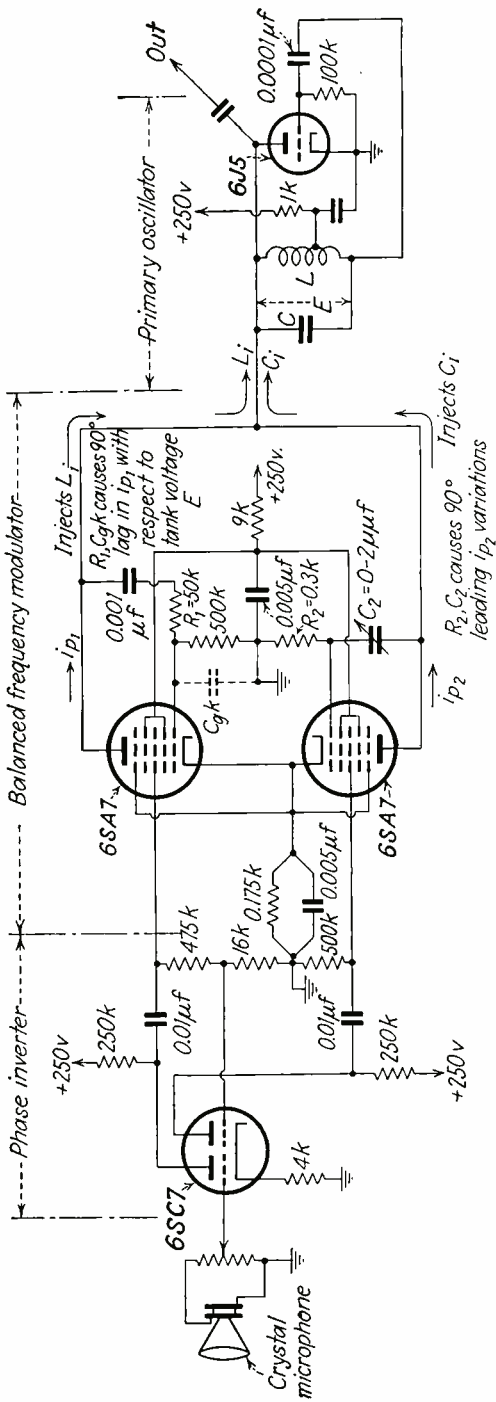 Phase inverter
Balanced frequency modulator
Primary oscillator
Crystal
microphone
6SC7
4k
+250v
250k
0.01μf
475k
16k
0.175k
0.005μf
500k
0.01μf
250k
+250v
6SA7
6SA7
ip1
Injects Li
R1,Cgk causes 90°
lag in ip1 with
respect to
tank voltage
E
0.001
μf
R1=50k
500k
Cgk
0.005μf
9k
+250v.
R2=0.3k
C2=0-2μμf
ip2
Injects Ci
R2,C2 causes 90°
leading ip2 variations
Li
Ci
C
E
L
+250v
1k
6J5
Out
0.0001μf
100k